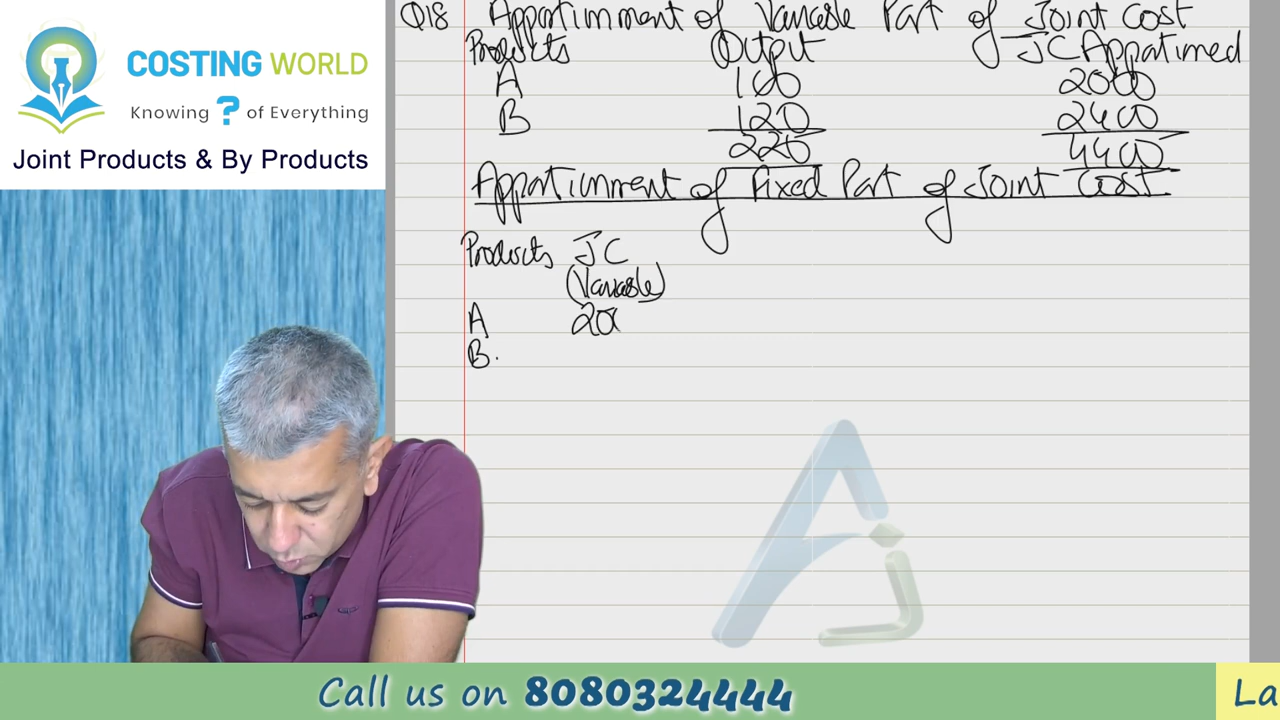 COSTING WORLD
Knowing ? of Everything
Joint Products & By Products
Q18 Apportionment of Variable Part of Joint Cost
Products Output JC Apportioned
A 100 2000
B 120 2400
220 4400
Apportionment of Fixed Part of Joint Cost
Products JC
(Variable)
A 200
B.
Call us on 8080324444
La